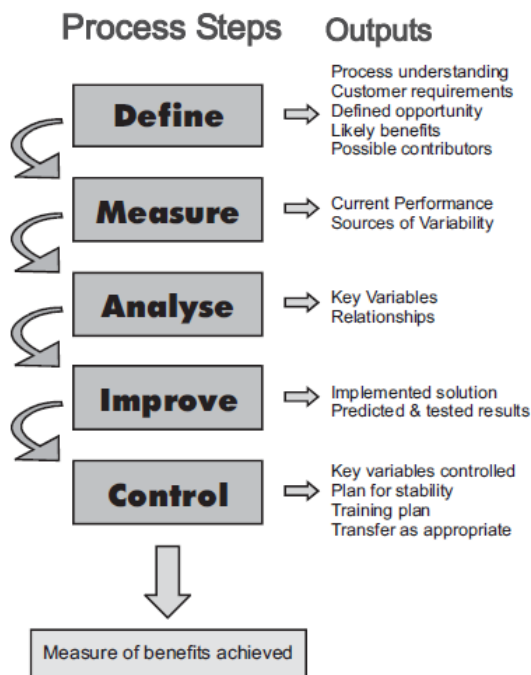 Process Steps
Outputs
Define
Process understanding
Customer requirements
Defined opportunity
Likely benefits
Possible contributors
Measure
Current Performance
Sources of Variability
Analyse
Key Variables
Relationships
Improve
Implemented solution
Predicted & tested results
Control
Key variables controlled
Plan for stability
Training plan
Transfer as appropriate
Measure of benefits achieved